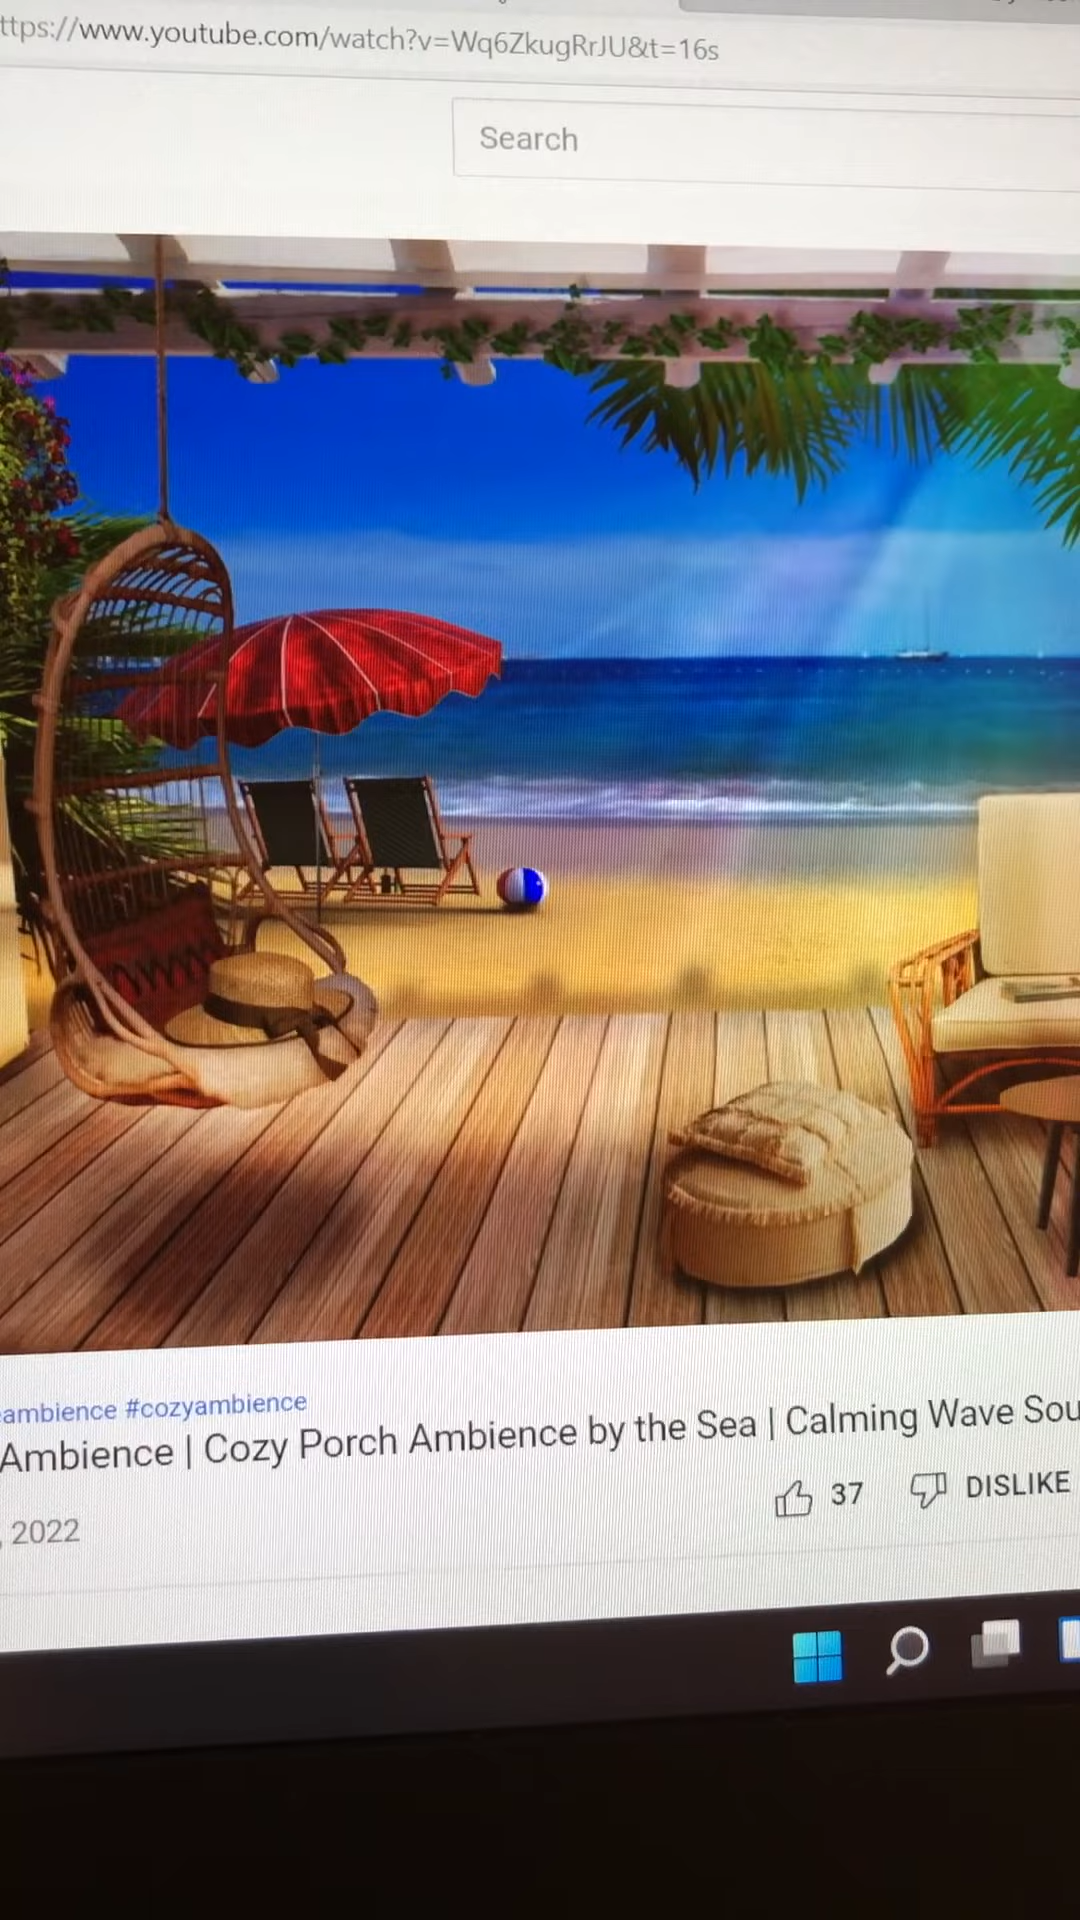 ttps://www.youtube.com/watch?v=Wq6ZkugRrJU&t=16s
Search
ambience #cozyambience
Ambience | Cozy Porch Ambience by the Sea | Calming Wave Sou
, 2022
37
DISLIKE